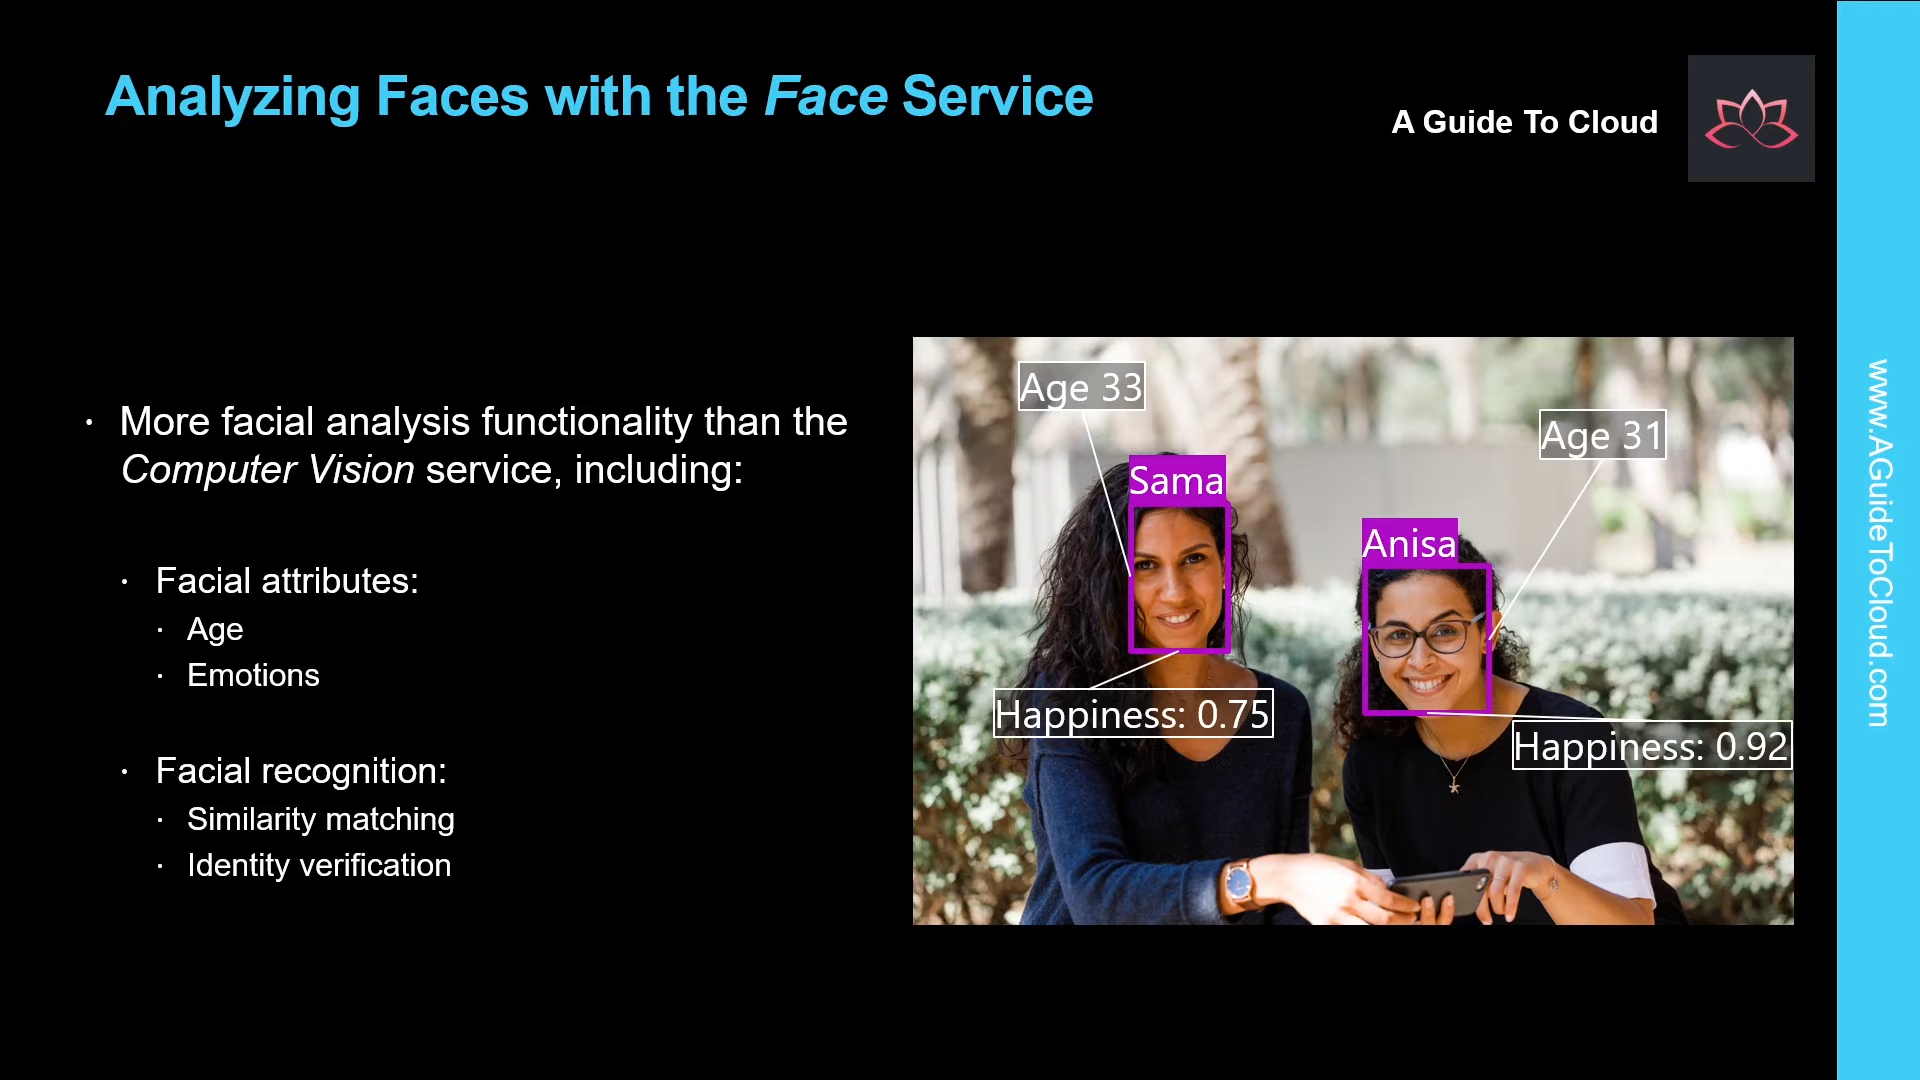 Analyzing Faces with the Face Service
A Guide To Cloud
• More facial analysis functionality than the
Computer Vision service, including:
• Facial attributes:
• Age
• Emotions
• Facial recognition:
• Similarity matching
• Identity verification
Age 33
Age 31
Sama
Anisa
Happiness: 0.75
Happiness: 0.92
www.AGuideToCloud.com